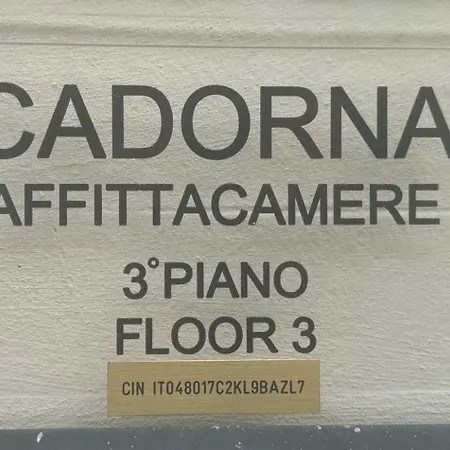 CADORNA
AFFITTACAMERE
3°PIANO
FLOOR 3
CIN IT048017C2KL9BAZL7